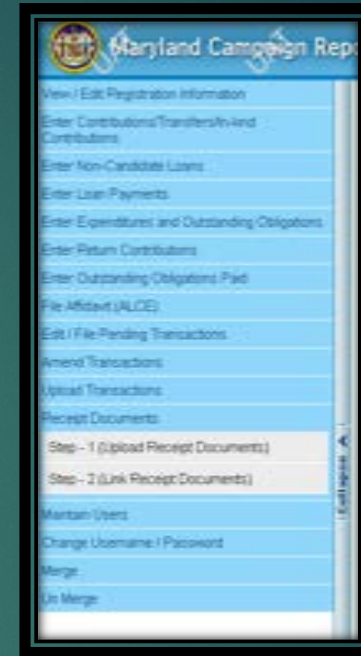 Maryland Campaign Rep
View / Edit Registration Information
Enter Contributions/Transfers/In-kind
Contributions
Enter Non-Candidate Loans
Enter Loan Payments
Enter Expenditures and Outstanding Obligations
Enter Return Contributions
Enter Outstanding Obligations Paid
File Affidavit (ALCE)
Edit / File Pending Transactions
Amend Transactions
Upload Transactions
Receipt Documents
Step - 1 (Upload Receipt Documents)
Step - 2 (Link Receipt Documents)
Maintain Users
Change Username / Password
Merge
Un Merge
Collapse